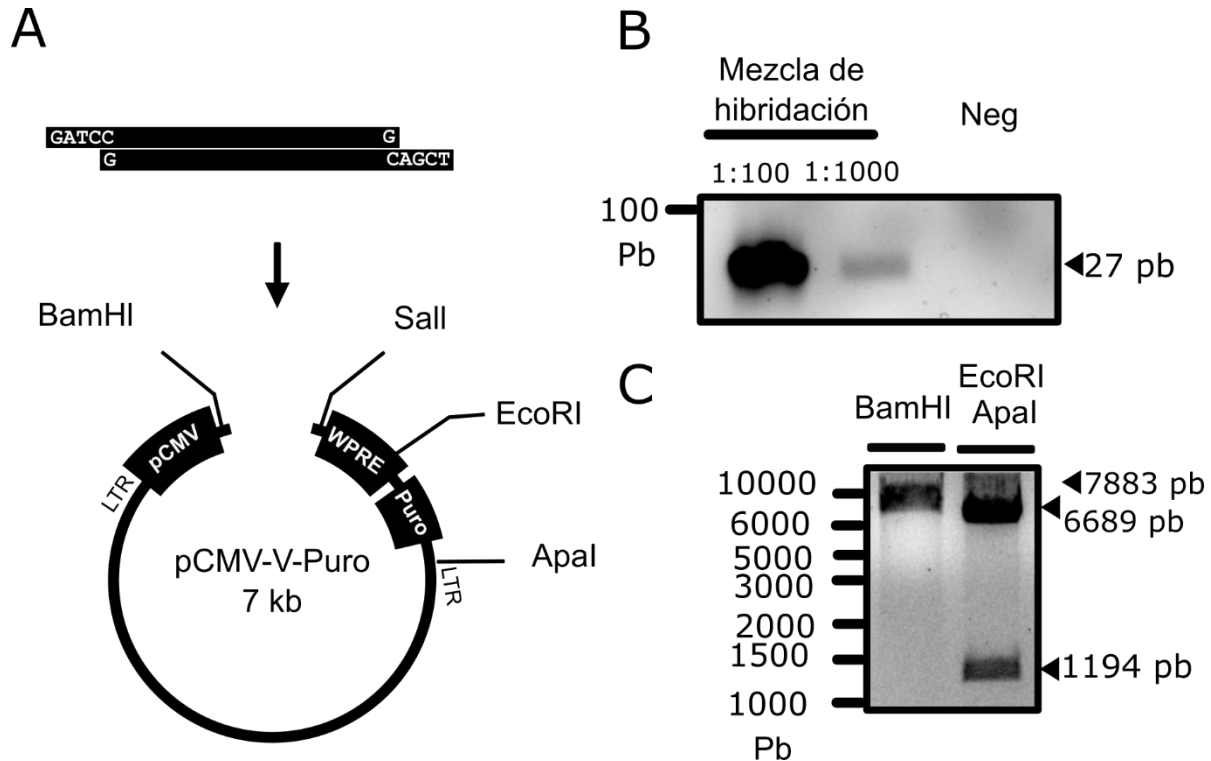 A
GATCC G
G CAGCT
BamHI
SalI
EcoRI
pCMV
WPRE
Puro
LTR
pCMV-V-Puro
7 kb
ApaI
LTR
B
Mezcla de
hibridación
Neg
1:100 1:1000
100
Pb
27 pb
C
BamHI
EcoRI
ApaI
10000
6000
5000
3000
2000
1500
1000
Pb
7883 pb
6689 pb
1194 pb